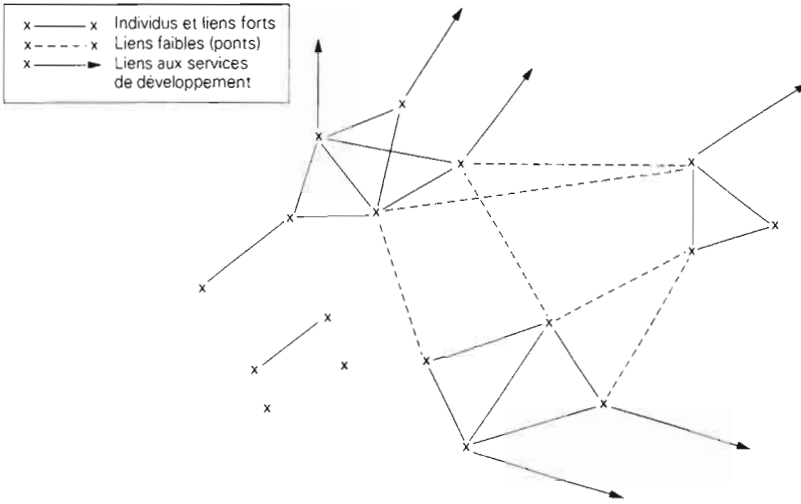 x x Individus et liens forts
x x Liens faibles (ponts)
x Liens aux services
de développement